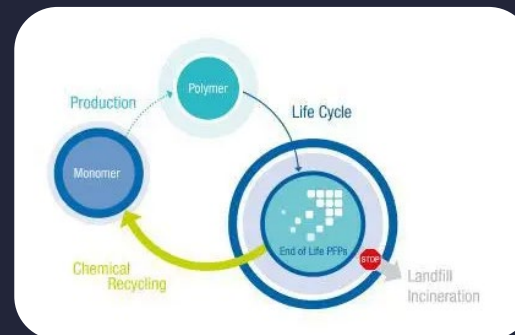 Polymer
Production
Life Cycle
Monomer
End of Life PFPs
STOP
Chemical
Recycling
Landfill
Incineration